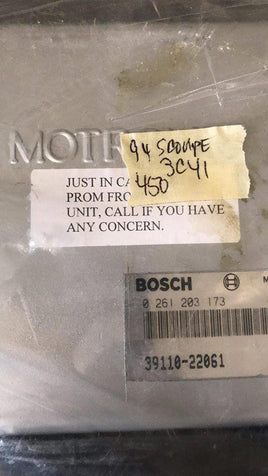 MOTR
94 SCOUPE
3C41
450
JUST IN CA
PROM FRO
UNIT, CALL IF YOU HAVE
ANY CONCERN.
BOSCH
M
0 261 203 173
39110-22061